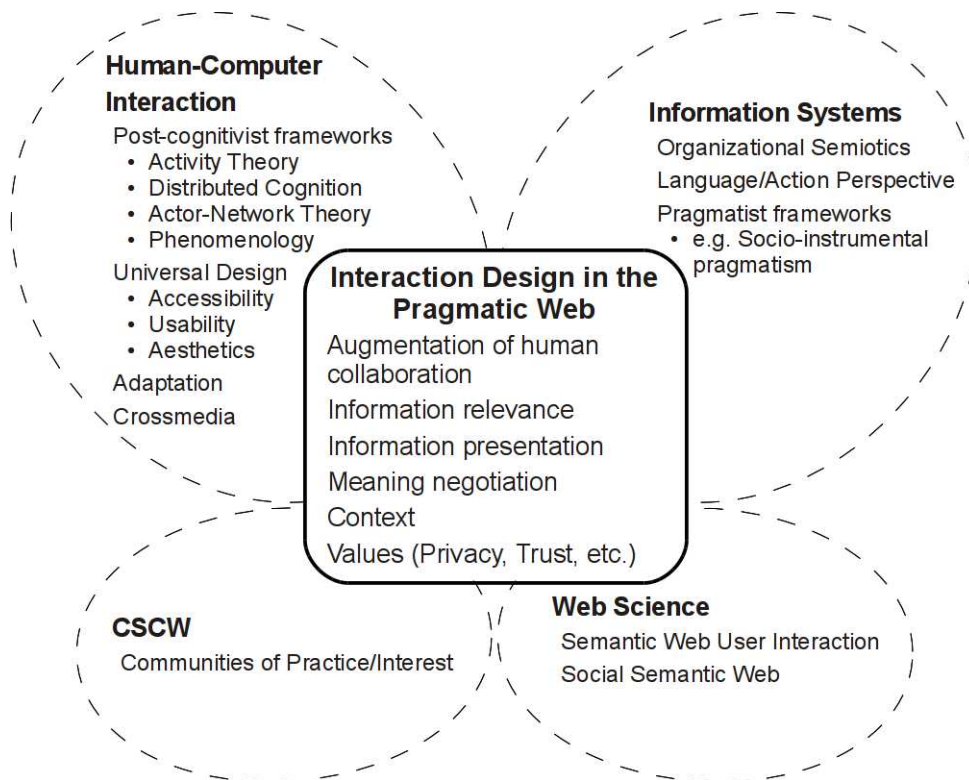 Human-Computer
Interaction
Post-cognitivist frameworks
• Activity Theory
• Distributed Cognition
• Actor-Network Theory
• Phenomenology
Universal Design
• Accessibility
• Usability
• Aesthetics
Adaptation
Crossmedia
Information Systems
Organizational Semiotics
Language/Action Perspective
Pragmatist frameworks
• e.g. Socio-instrumental
pragmatism
Interaction Design in the
Pragmatic Web
Augmentation of human
collaboration
Information relevance
Information presentation
Meaning negotiation
Context
Values (Privacy, Trust, etc.)
CSCW
Communities of Practice/Interest
Web Science
Semantic Web User Interaction
Social Semantic Web